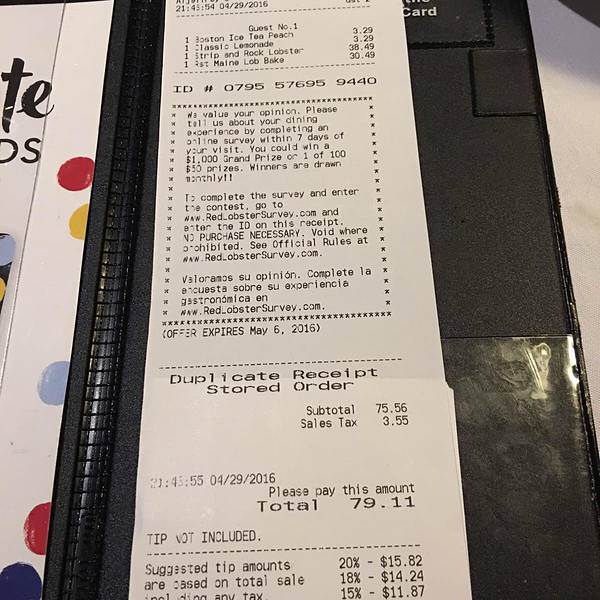 the
Card
te
DS
21:45:04 04/29/2016
Guest No.1
1 Boston Ice Tea Peach 3.29
1 Classic Lemonade 3.29
1 Strip and Rock Lobster 38.49
1 Rst Maine Lob Bake 30.49
ID # 0795 57695 9440
We value your opinion. Please
tell us about your dining
experience by completing an
online survey within 7 days of
your visit. You could win a
$1,000 Grand Prize or 1 of 100
$50 prizes. Winners are drawn
monthly!!
To complete the survey and enter
the contest, go to
www.RedLobsterSurvey.com and
enter the ID on this receipt.
NO PURCHASE NECESSARY. Void where
prohibited. See Official Rules at
www.RedLobsterSurvey.com.
Valoramos su opinión. Complete la
encuesta sobre su experiencia
gastronómica en
www.RedLobsterSurvey.com.
(OFFER EXPIRES May 6, 2016)
Duplicate Receipt
Stored Order
Subtotal 75.56
Sales Tax 3.55
21:43:55 04/29/2016
Please pay this amount
Total 79.11
TIP NOT INCLUDED.
Suggested tip amounts 20% - $15.82
are based on total sale 18% - $14.24
including any tax. 15% - $11.87